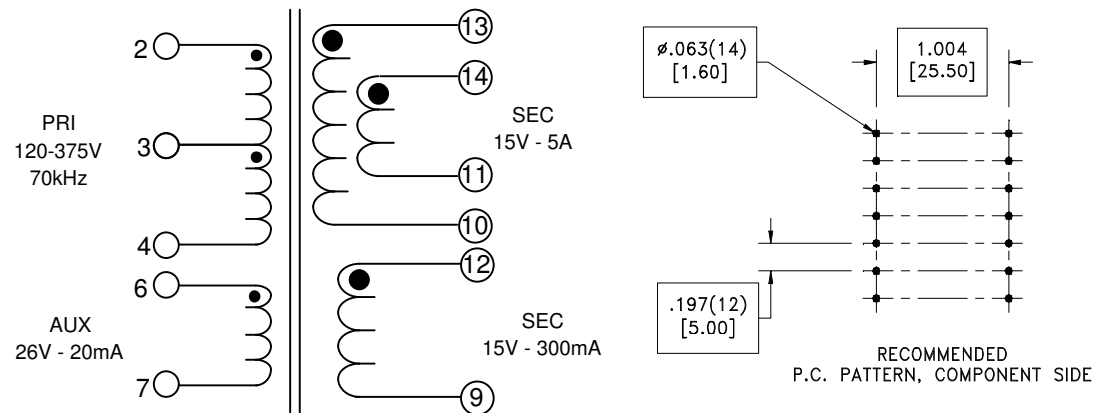 2
3
4
6
7
PRI
120-375V
70kHz
AUX
26V - 20mA
13
14
11
10
12
9
SEC
15V - 5A
SEC
15V - 300mA
ø.063(14)
[1.60]
1.004
[25.50]
.197(12)
[5.00]
RECOMMENDED
P.C. PATTERN, COMPONENT SIDE